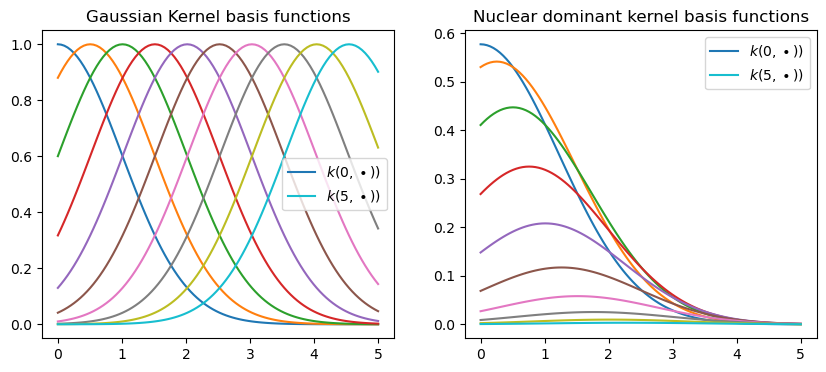 Gaussian Kernel basis functions
1.0
0.8
0.6
0.4
0.2
0.0
0 1 2 3 4 5
k(0, •))
k(5, •))
Nuclear dominant kernel basis functions
0.6
0.5
0.4
0.3
0.2
0.1
0.0
0 1 2 3 4 5
k(0, •))
k(5, •))